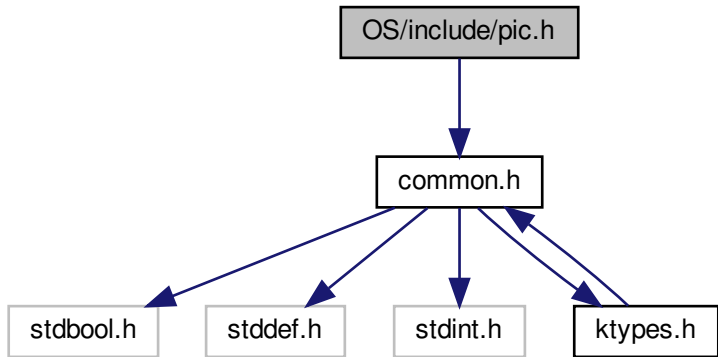 OS/include/pic.h
common.h
stdbool.h
stddef.h
stdint.h
ktypes.h